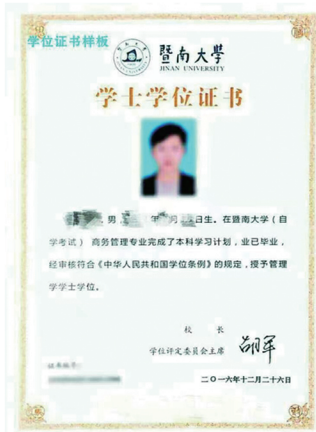 学位证书样板
暨南大学
JINAN UNIVERSITY
学士学位证书
男 年 月 日生。在暨南大学（自
学考试）商务管理专业完成了本科学习计划，业已毕业，
经审核符合《中华人民共和国学位条例》的规定，授予管理
学学士学位。
校 长
学位评定委员会主席
胡军
二〇一六年十二月二十六日